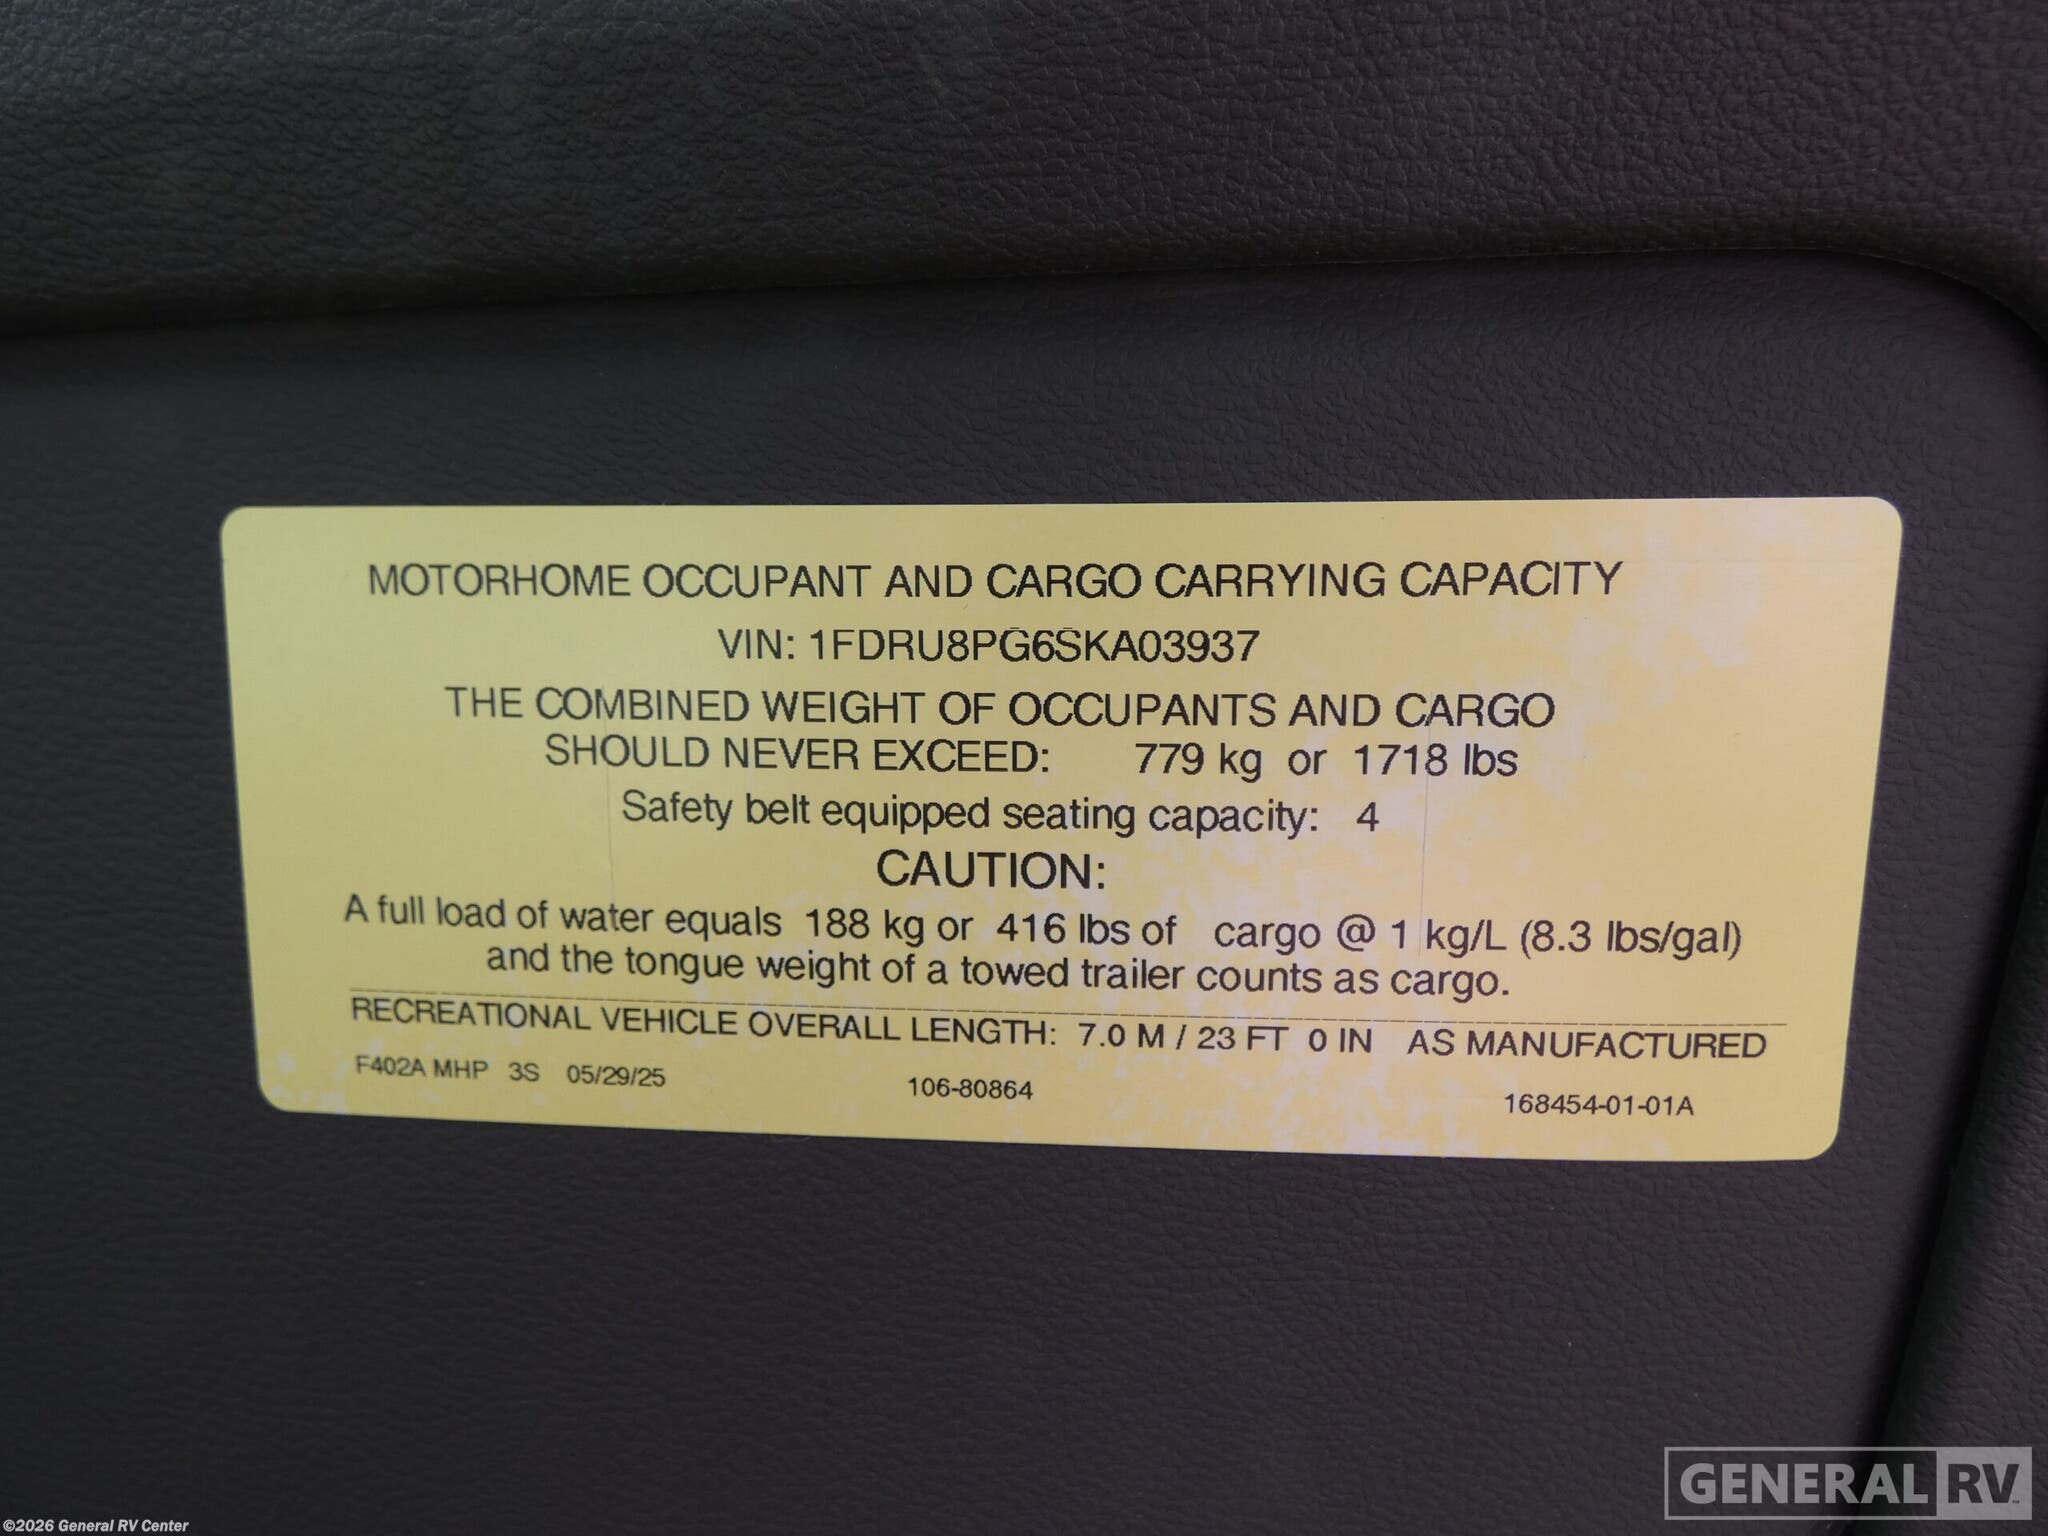 MOTORHOME OCCUPANT AND CARGO CARRYING CAPACITY
VIN: 1FDRU8PG6SKA03937
THE COMBINED WEIGHT OF OCCUPANTS AND CARGO
SHOULD NEVER EXCEED: 779 kg or 1718 lbs
Safety belt equipped seating capacity: 4
CAUTION:
A full load of water equals 188 kg or 416 lbs of cargo @ 1 kg/L (8.3 lbs/gal)
and the tongue weight of a towed trailer counts as cargo.
RECREATIONAL VEHICLE OVERALL LENGTH: 7.0 M / 23 FT 0 IN AS MANUFACTURED
F402A MHP 3S 05/29/25 106-80864 168454-01-01A
GENERAL RV
©2026 General RV Center